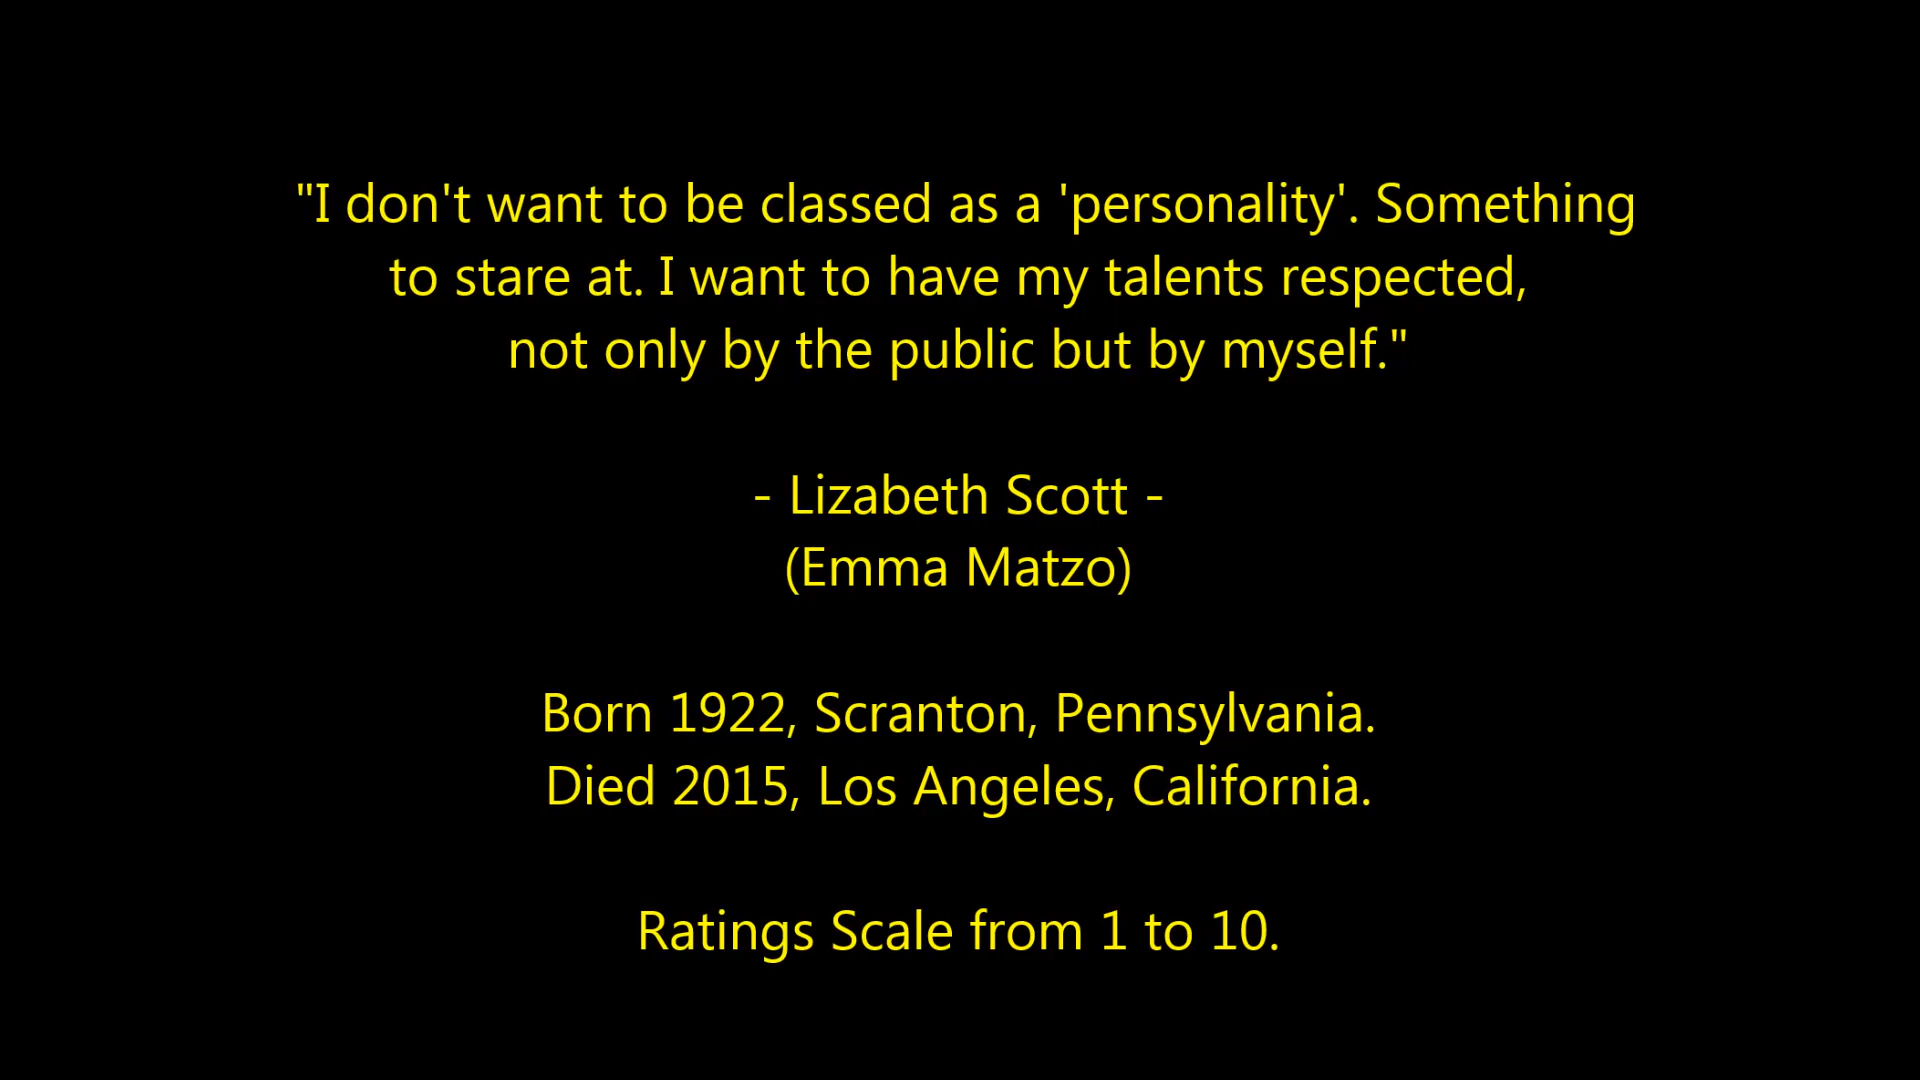 "I don't want to be classed as a 'personality'. Something
to stare at. I want to have my talents respected,
not only by the public but by myself."
- Lizabeth Scott -
(Emma Matzo)
Born 1922, Scranton, Pennsylvania.
Died 2015, Los Angeles, California.
Ratings Scale from 1 to 10.